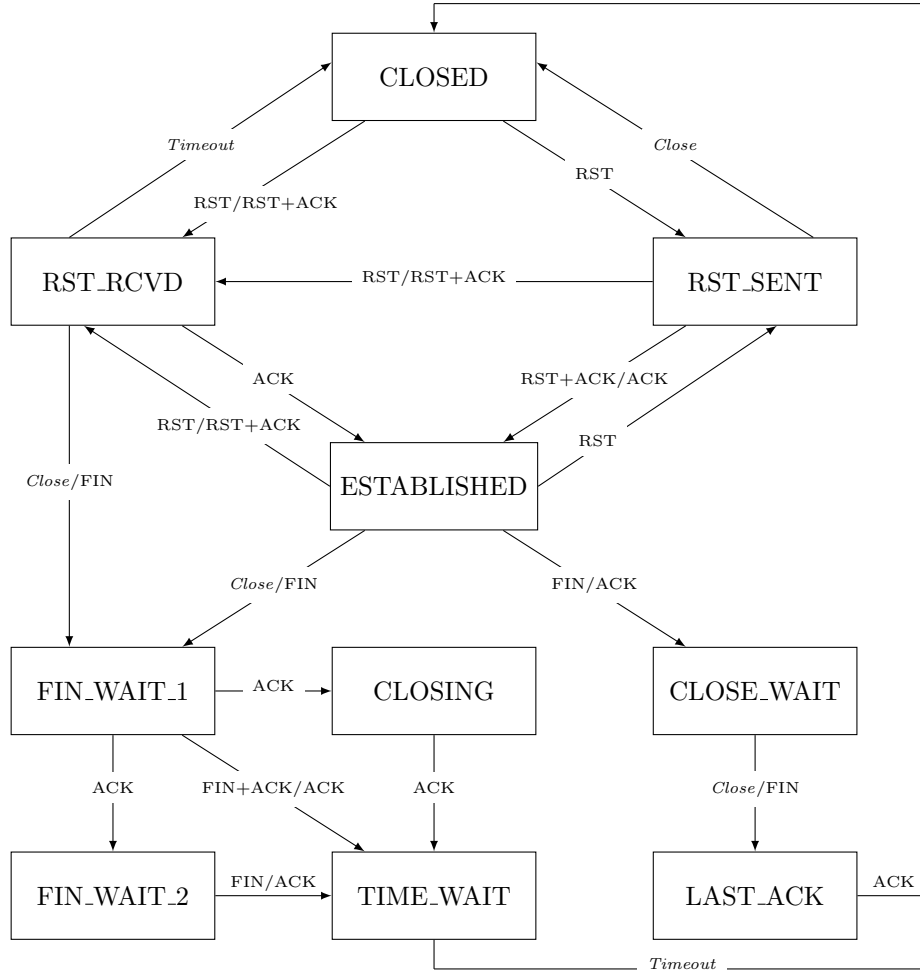 CLOSED
Timeout
Close
RST
RST/RST+ACK
RST_RCVD
RST/RST+ACK
RST_SENT
ACK
RST+ACK/ACK
RST/RST+ACK
RST
Close/FIN
ESTABLISHED
Close/FIN
FIN/ACK
FIN_WAIT_1
ACK
CLOSING
CLOSE_WAIT
ACK
FIN+ACK/ACK
ACK
Close/FIN
FIN_WAIT_2
FIN/ACK
TIME_WAIT
LAST_ACK
ACK
Timeout